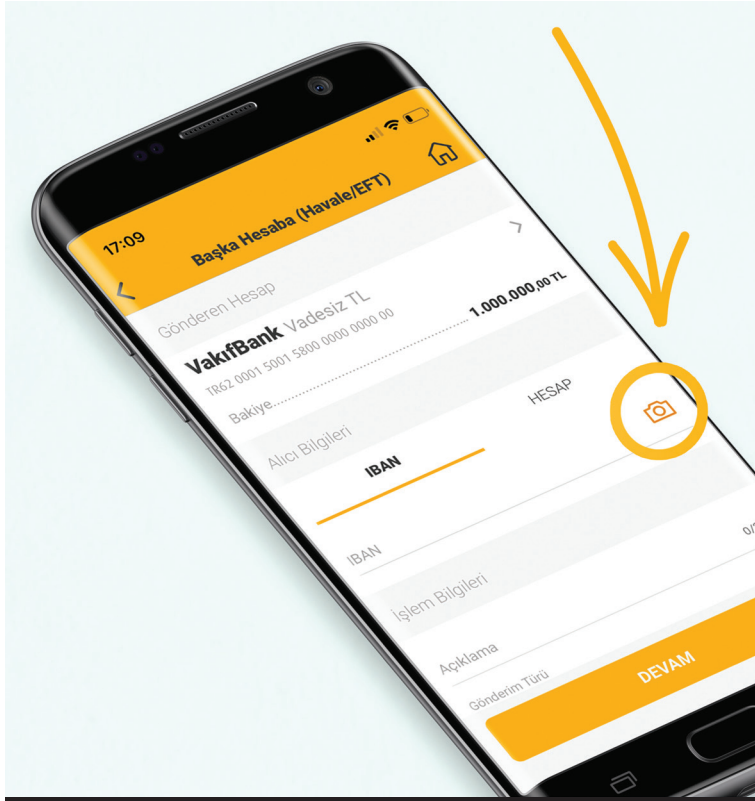 17:09
Başka Hesaba (Havale/EFT)
Gönderen Hesap
VakıfBank Vadesiz TL
TR62 0001 5001 5800 0000 0000 00
Bakiye........................................ 1.000.000,00 TL
Alıcı Bilgileri
IBAN HESAP
IBAN
İşlem Bilgileri
Açıklama 0/
Gönderim Türü
DEVAM